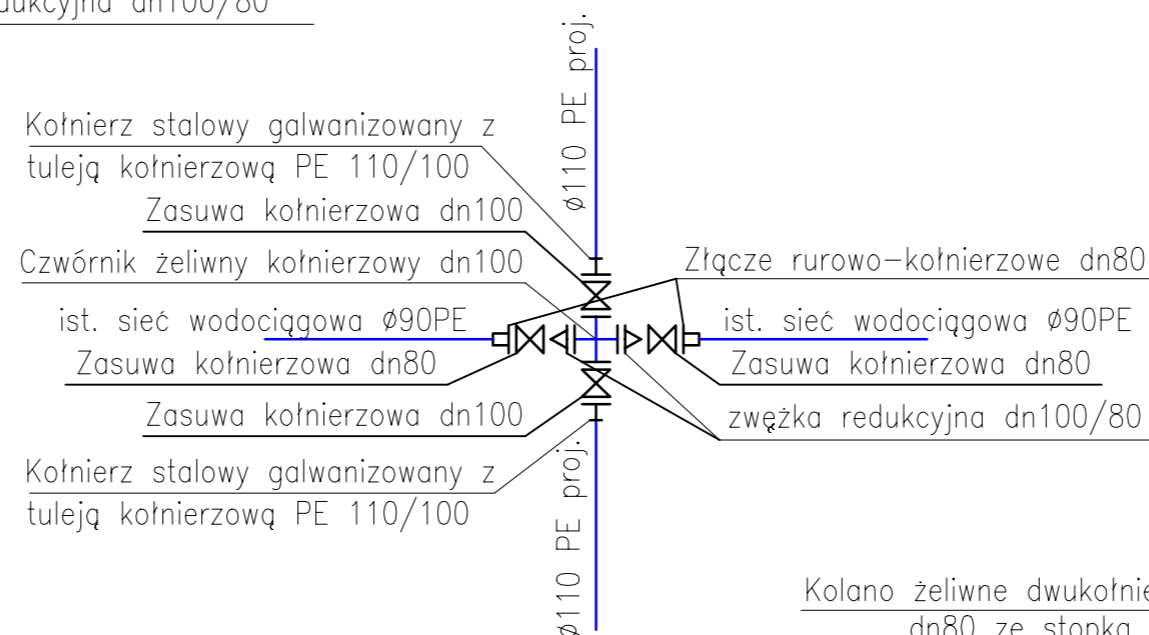 dukcyjna dn100/80
Ø110 PE proj.
Kołnierz stalowy galwanizowany z
tuleją kołnierzową PE 110/100
Zasuwa kołnierzowa dn100
Czwórnik żeliwny kołnierzowy dn100
Złącze rurowo-kołnierzowe dn80
ist. sieć wodociągowa Ø90PE
ist. sieć wodociągowa Ø90PE
Zasuwa kołnierzowa dn80
Zasuwa kołnierzowa dn80
Zasuwa kołnierzowa dn100
zwężka redukcyjna dn100/80
Kołnierz stalowy galwanizowany z
tuleją kołnierzową PE 110/100
Ø110 PE proj.
Kolano żeliwne dwukołnie
dn80 ze stopką